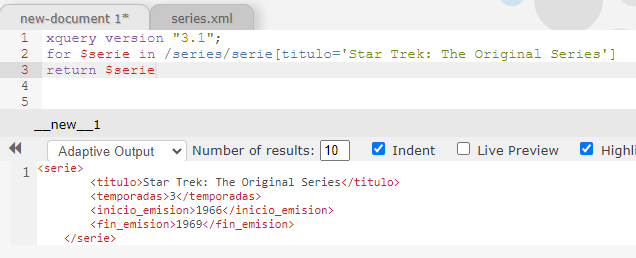 new-document 1*
series.xml
1 xquery version "3.1";
2 for $serie in /series/serie[titulo='Star Trek: The Original Series']
3 return $serie
4
5
__new__1
Adaptive Output Number of results: 10 Indent Live Preview Highli
1 <serie>
<titulo>Star Trek: The Original Series</titulo>
<temporadas>3</temporadas>
<inicio_emision>1966</inicio_emision>
<fin_emision>1969</fin_emision>
</serie>